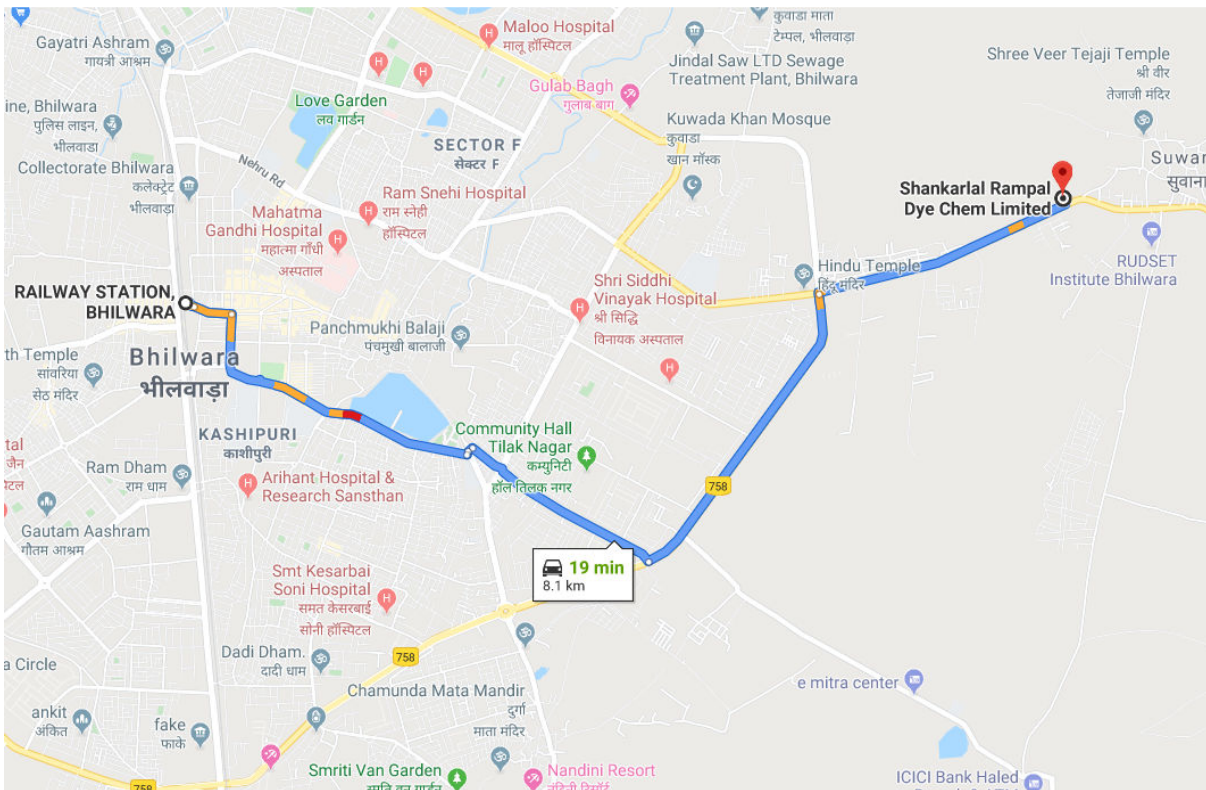 Gayatri Ashram
गायत्री आश्रम
Maloo Hospital
मालू हॉस्पिटल
कुवाडा माता
टेम्पल, भीलवाड़ा
Jindal Saw LTD Sewage
Treatment Plant, Bhilwara
Shree Veer Tejaji Temple
श्री वीर
तेजाजी मंदिर
Love Garden
लव गार्डन
Gulab Bagh
गुलाब बाग
ine, Bhilwara
पुलिस लाइन,
भीलवाड़ा
SECTOR F
सेक्टर F
Kuwada Khan Mosque
कुवाडा
खान मॉस्क
Collectorate Bhilwara
कलेक्ट्रेट
भीलवाड़ा
Nehru Rd
Ram Snehi Hospital
राम स्नेही
हॉस्पिटल
Suwar
सुवाना
Shankarlal Rampal
Dye Chem Limited
Mahatma
Gandhi Hospital
महात्मा गाँधी
अस्पताल
RUDSET
Institute Bhilwara
Hindu Temple
हिंदू मंदिर
Shri Siddhi
Vinayak Hospital
श्री सिद्धि
विनायक अस्पताल
RAILWAY STATION,
BHILWARA
Panchmukhi Balaji
पंचमुखी बालाजी
th Temple
सांवरिया
सेठ मंदिर
Bhilwara
भीलवाड़ा
KASHIPURI
काशीपुरी
Community Hall
Tilak Nagar
कम्युनिटी
हॉल तिलक नगर
tal
जैन
Ram Dham
राम धाम
Arihant Hospital &
Research Sansthan
758
Gautam Aashram
गौतम आश्रम
19 min
8.1 km
Smt Kesarbai
Soni Hospital
समत केसरबाई
सोनी हॉस्पिटल
758
Dadi Dham.
दादी धाम
a Circle
Chamunda Mata Mandir
दुर्गा
माता मंदिर
e mitra center
ankit
अंकित
fake
फाके
Smriti Van Garden
Nandini Resort
ICICI Bank Haled
758